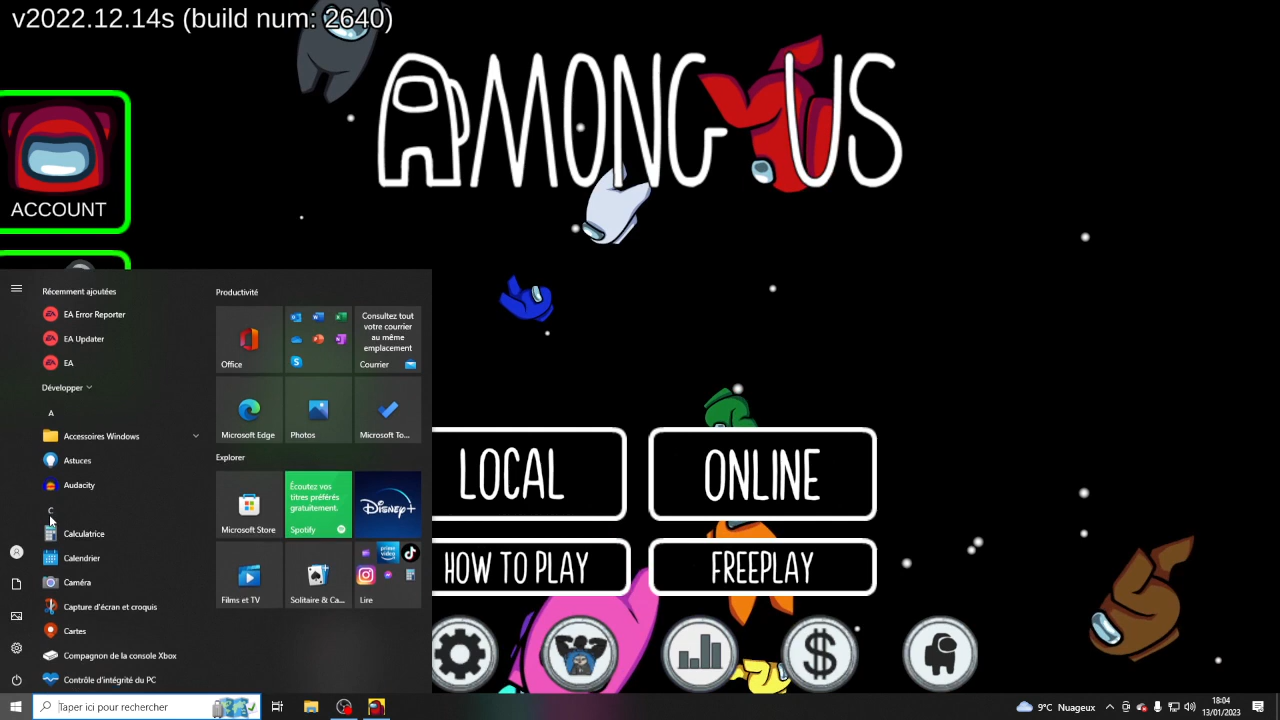 v2022.12.14s (build num: 2640)
AMONG US
ACCOUNT
Récemment ajoutées
EA Error Reporter
EA Updater
EA
Développer
A
Accessoires Windows
Astuces
Audacity
C
Calculatrice
Calendrier
Caméra
Capture d'écran et croquis
Cartes
Compagnon de la console Xbox
Contrôle d'intégrité du PC
Productivité
Office
Consultez tout
votre courrier
au même
emplacement
Courrier
Microsoft Edge
Photos
Microsoft To...
Explorer
Microsoft Store
Écoutez vos
titres préférés
gratuitement.
Spotify
Disney+
Films et TV
Solitaire & Ca...
prime
video
Lire
LOCAL
ONLINE
HOW TO PLAY
FREEPLAY
Taper ici pour rechercher
9°C Nuageux
18:04
13/01/2023